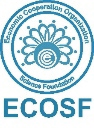 Economic Cooperation Organization
Science Foundation
ECOSF